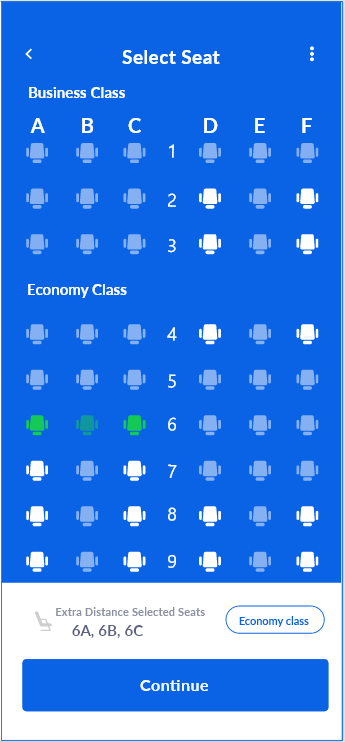 Select Seat
Business Class
A B C D E F
1
2
3
Economy Class
4
5
6
7
8
9
Extra Distance Selected Seats
6A, 6B, 6C
Economy class
Continue